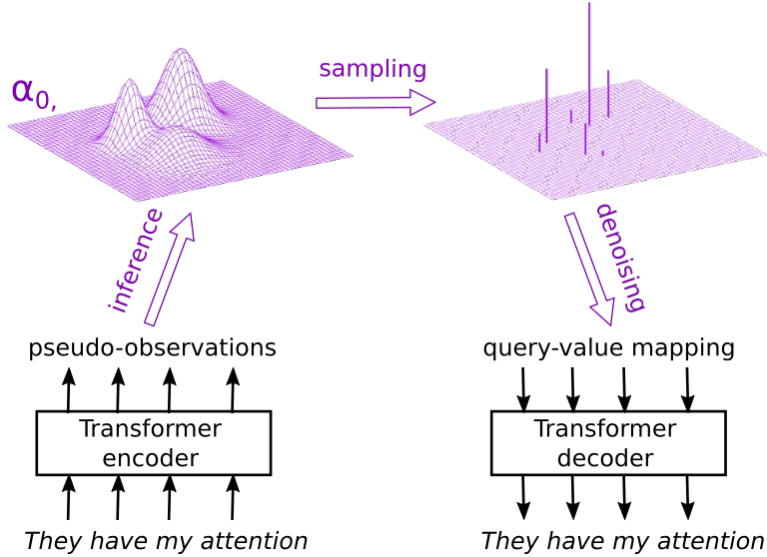 α₀,
sampling
inference
denoising
pseudo-observations
query-value mapping
Transformer
encoder
Transformer
decoder
They have my attention
They have my attention